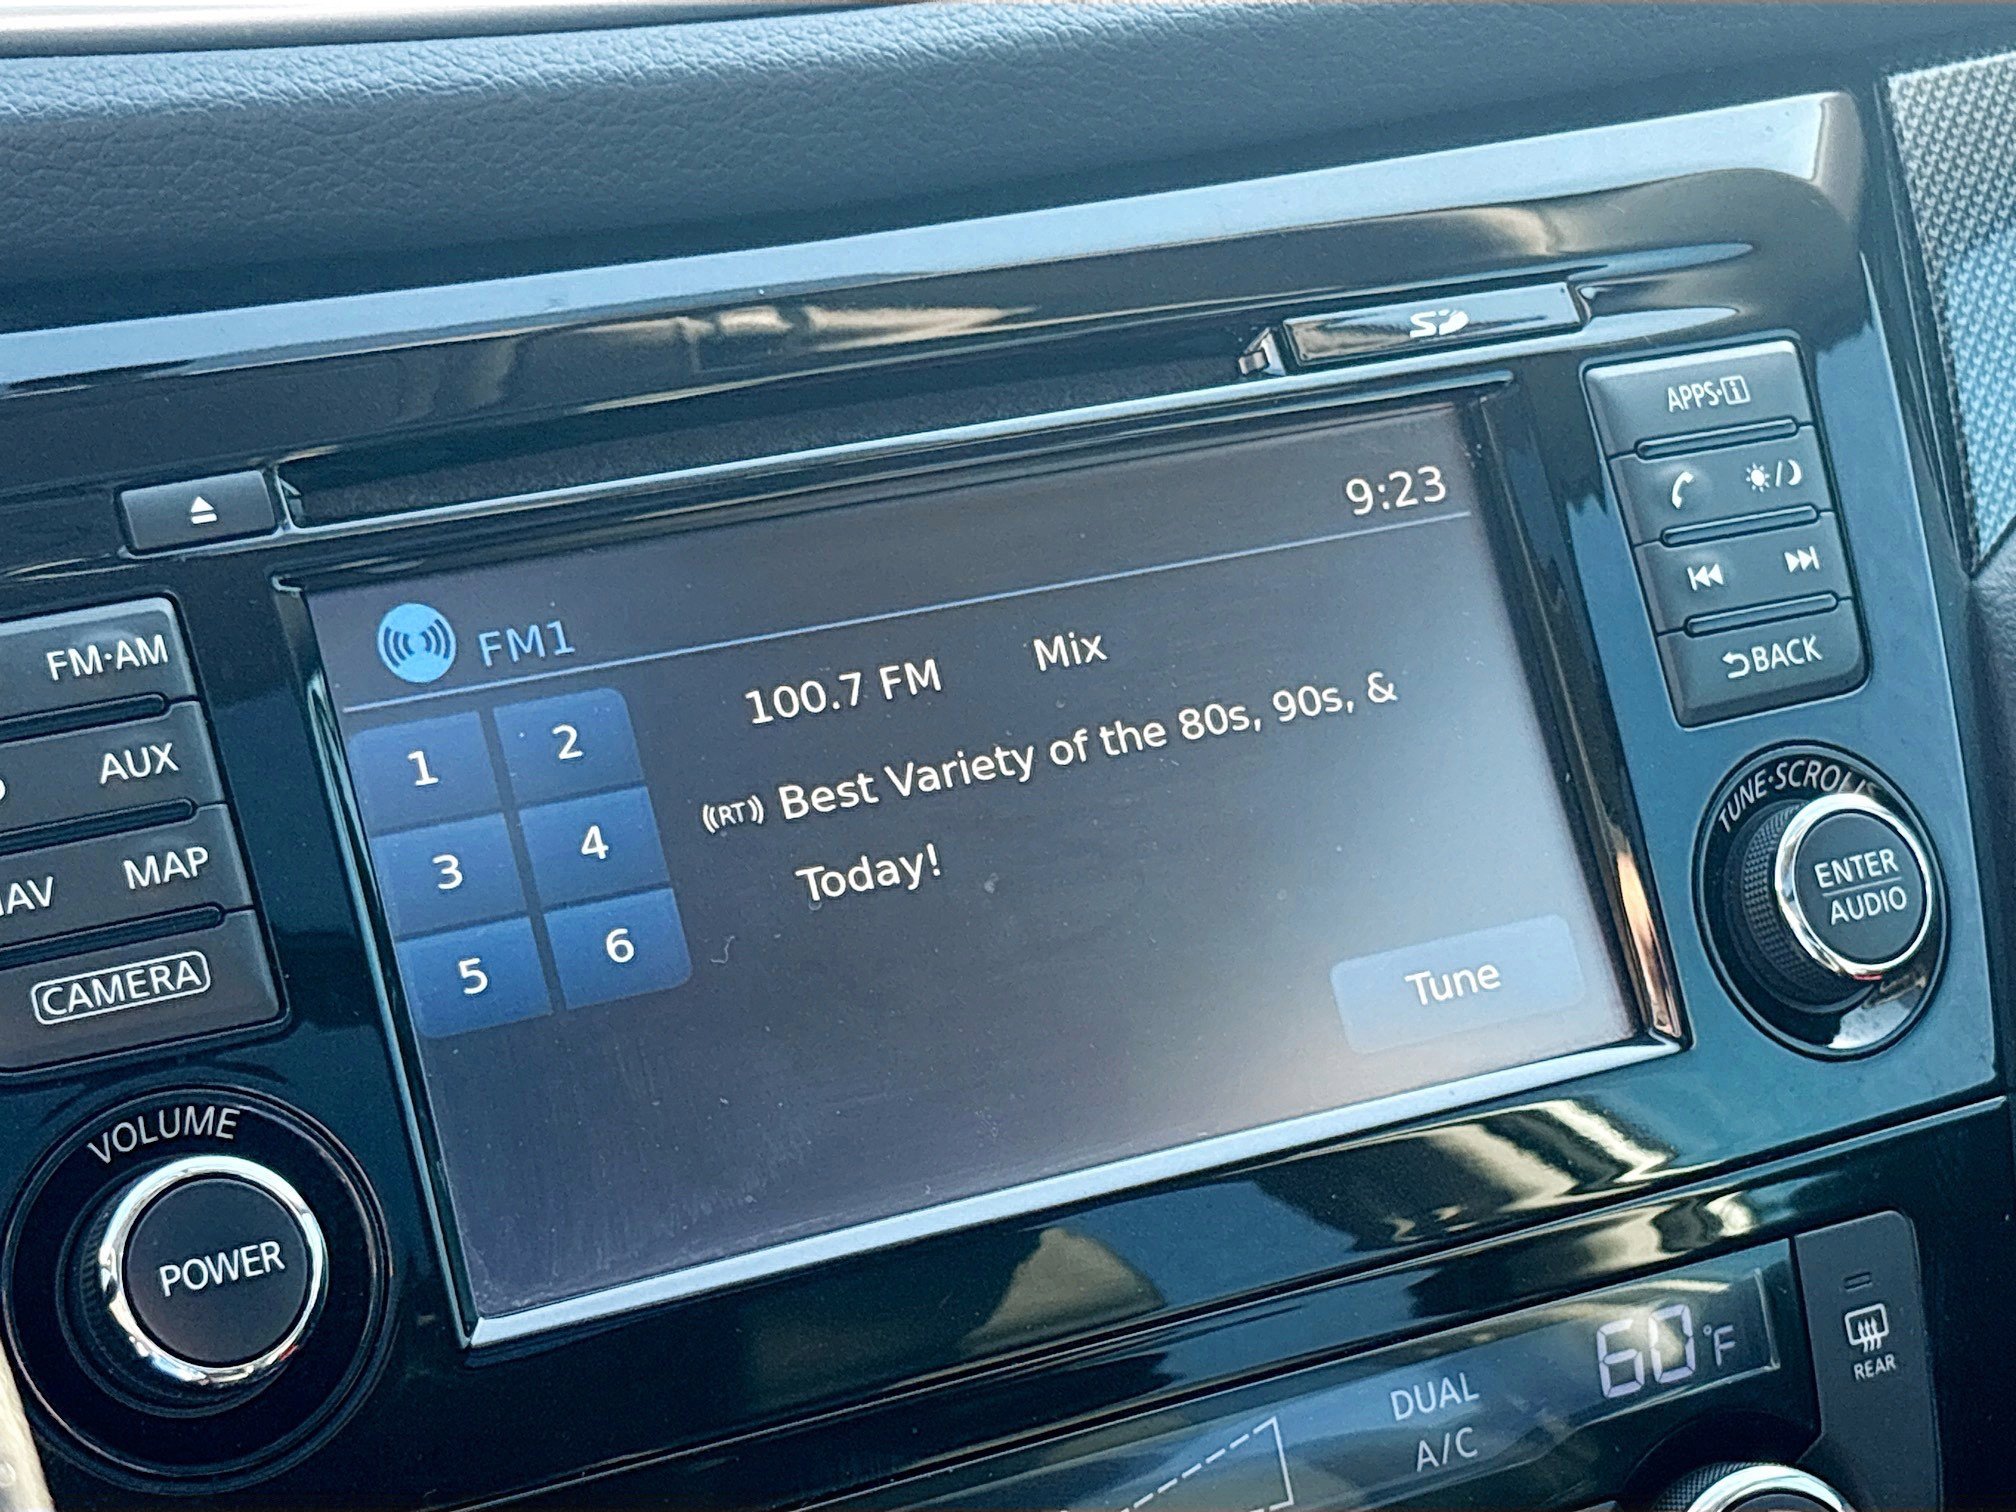 SD
APPS·i
9:23
FM1
FM·AM
100.7 FM Mix
1 2
((RT)) Best Variety of the 80s, 90s, &
Today!
BACK
AUX
3 4
MAP
5 6
Tune
TUNE·SCROLL
ENTER
AUDIO
CAMERA
VOLUME
POWER
60°F
DUAL
A/C
REAR